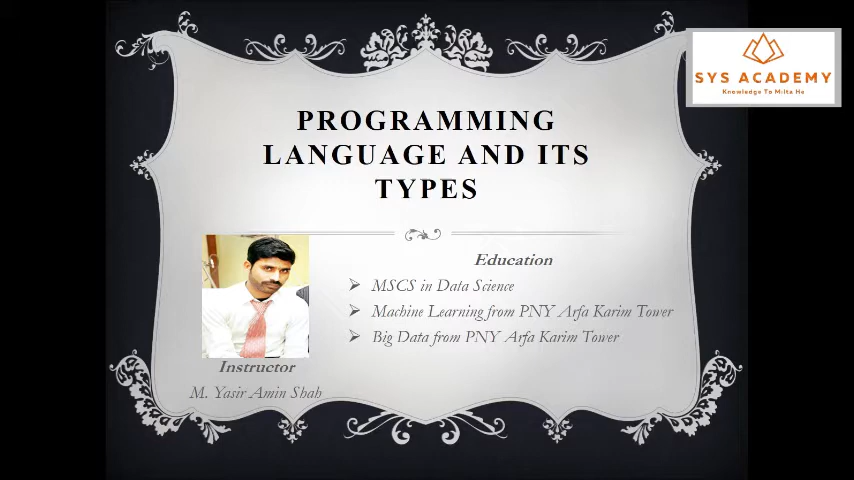 SYS ACADEMY
Knowledge To Milta He
PROGRAMMING
LANGUAGE AND ITS
TYPES
Education
MSCS in Data Science
Machine Learning from PNY Arfa Karim Tower
Big Data from PNY Arfa Karim Tower
Instructor
M. Yasir Amin Shah